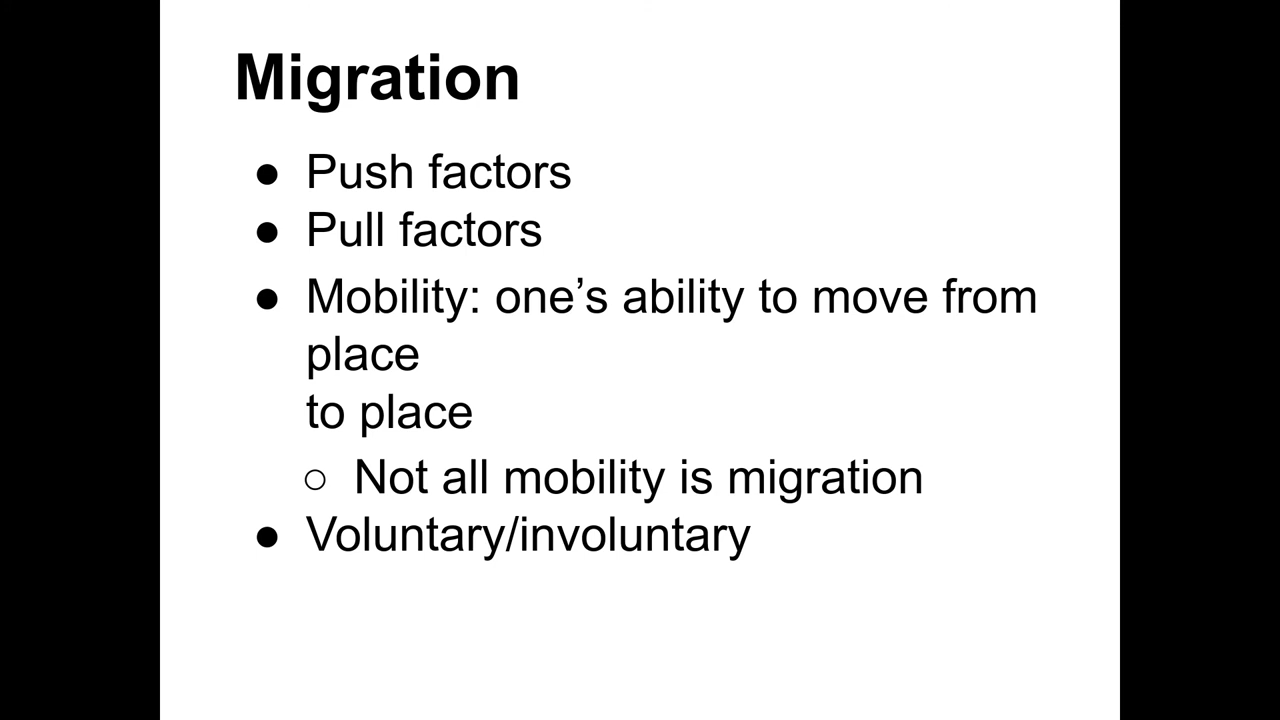 Migration
● Push factors
● Pull factors
● Mobility: one’s ability to move from
place
to place
○ Not all mobility is migration
● Voluntary/involuntary